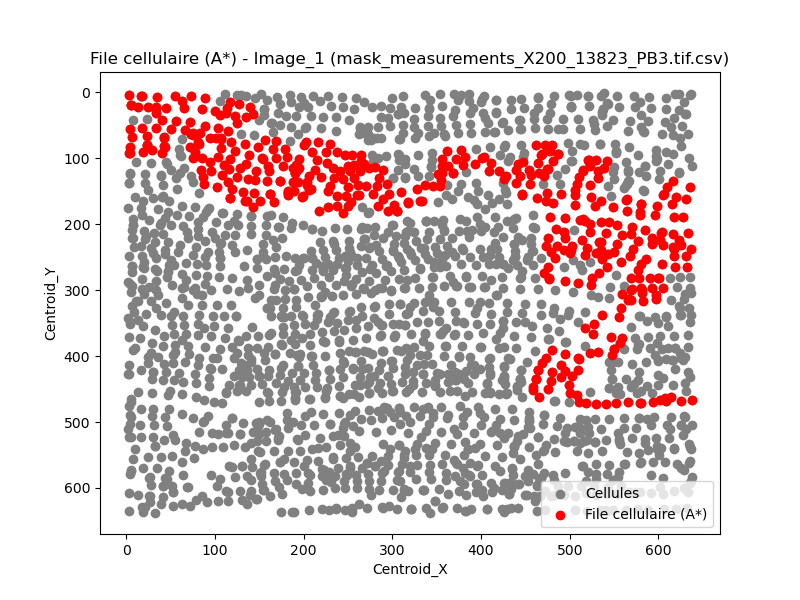 File cellulaire (A*) - Image_1 (mask_measurements_X200_13823_PB3.tif.csv)
0
100
200
300
400
500
600
Centroid_Y
0 100 200 300 400 500 600
Centroid_X
Cellules
File cellulaire (A*)